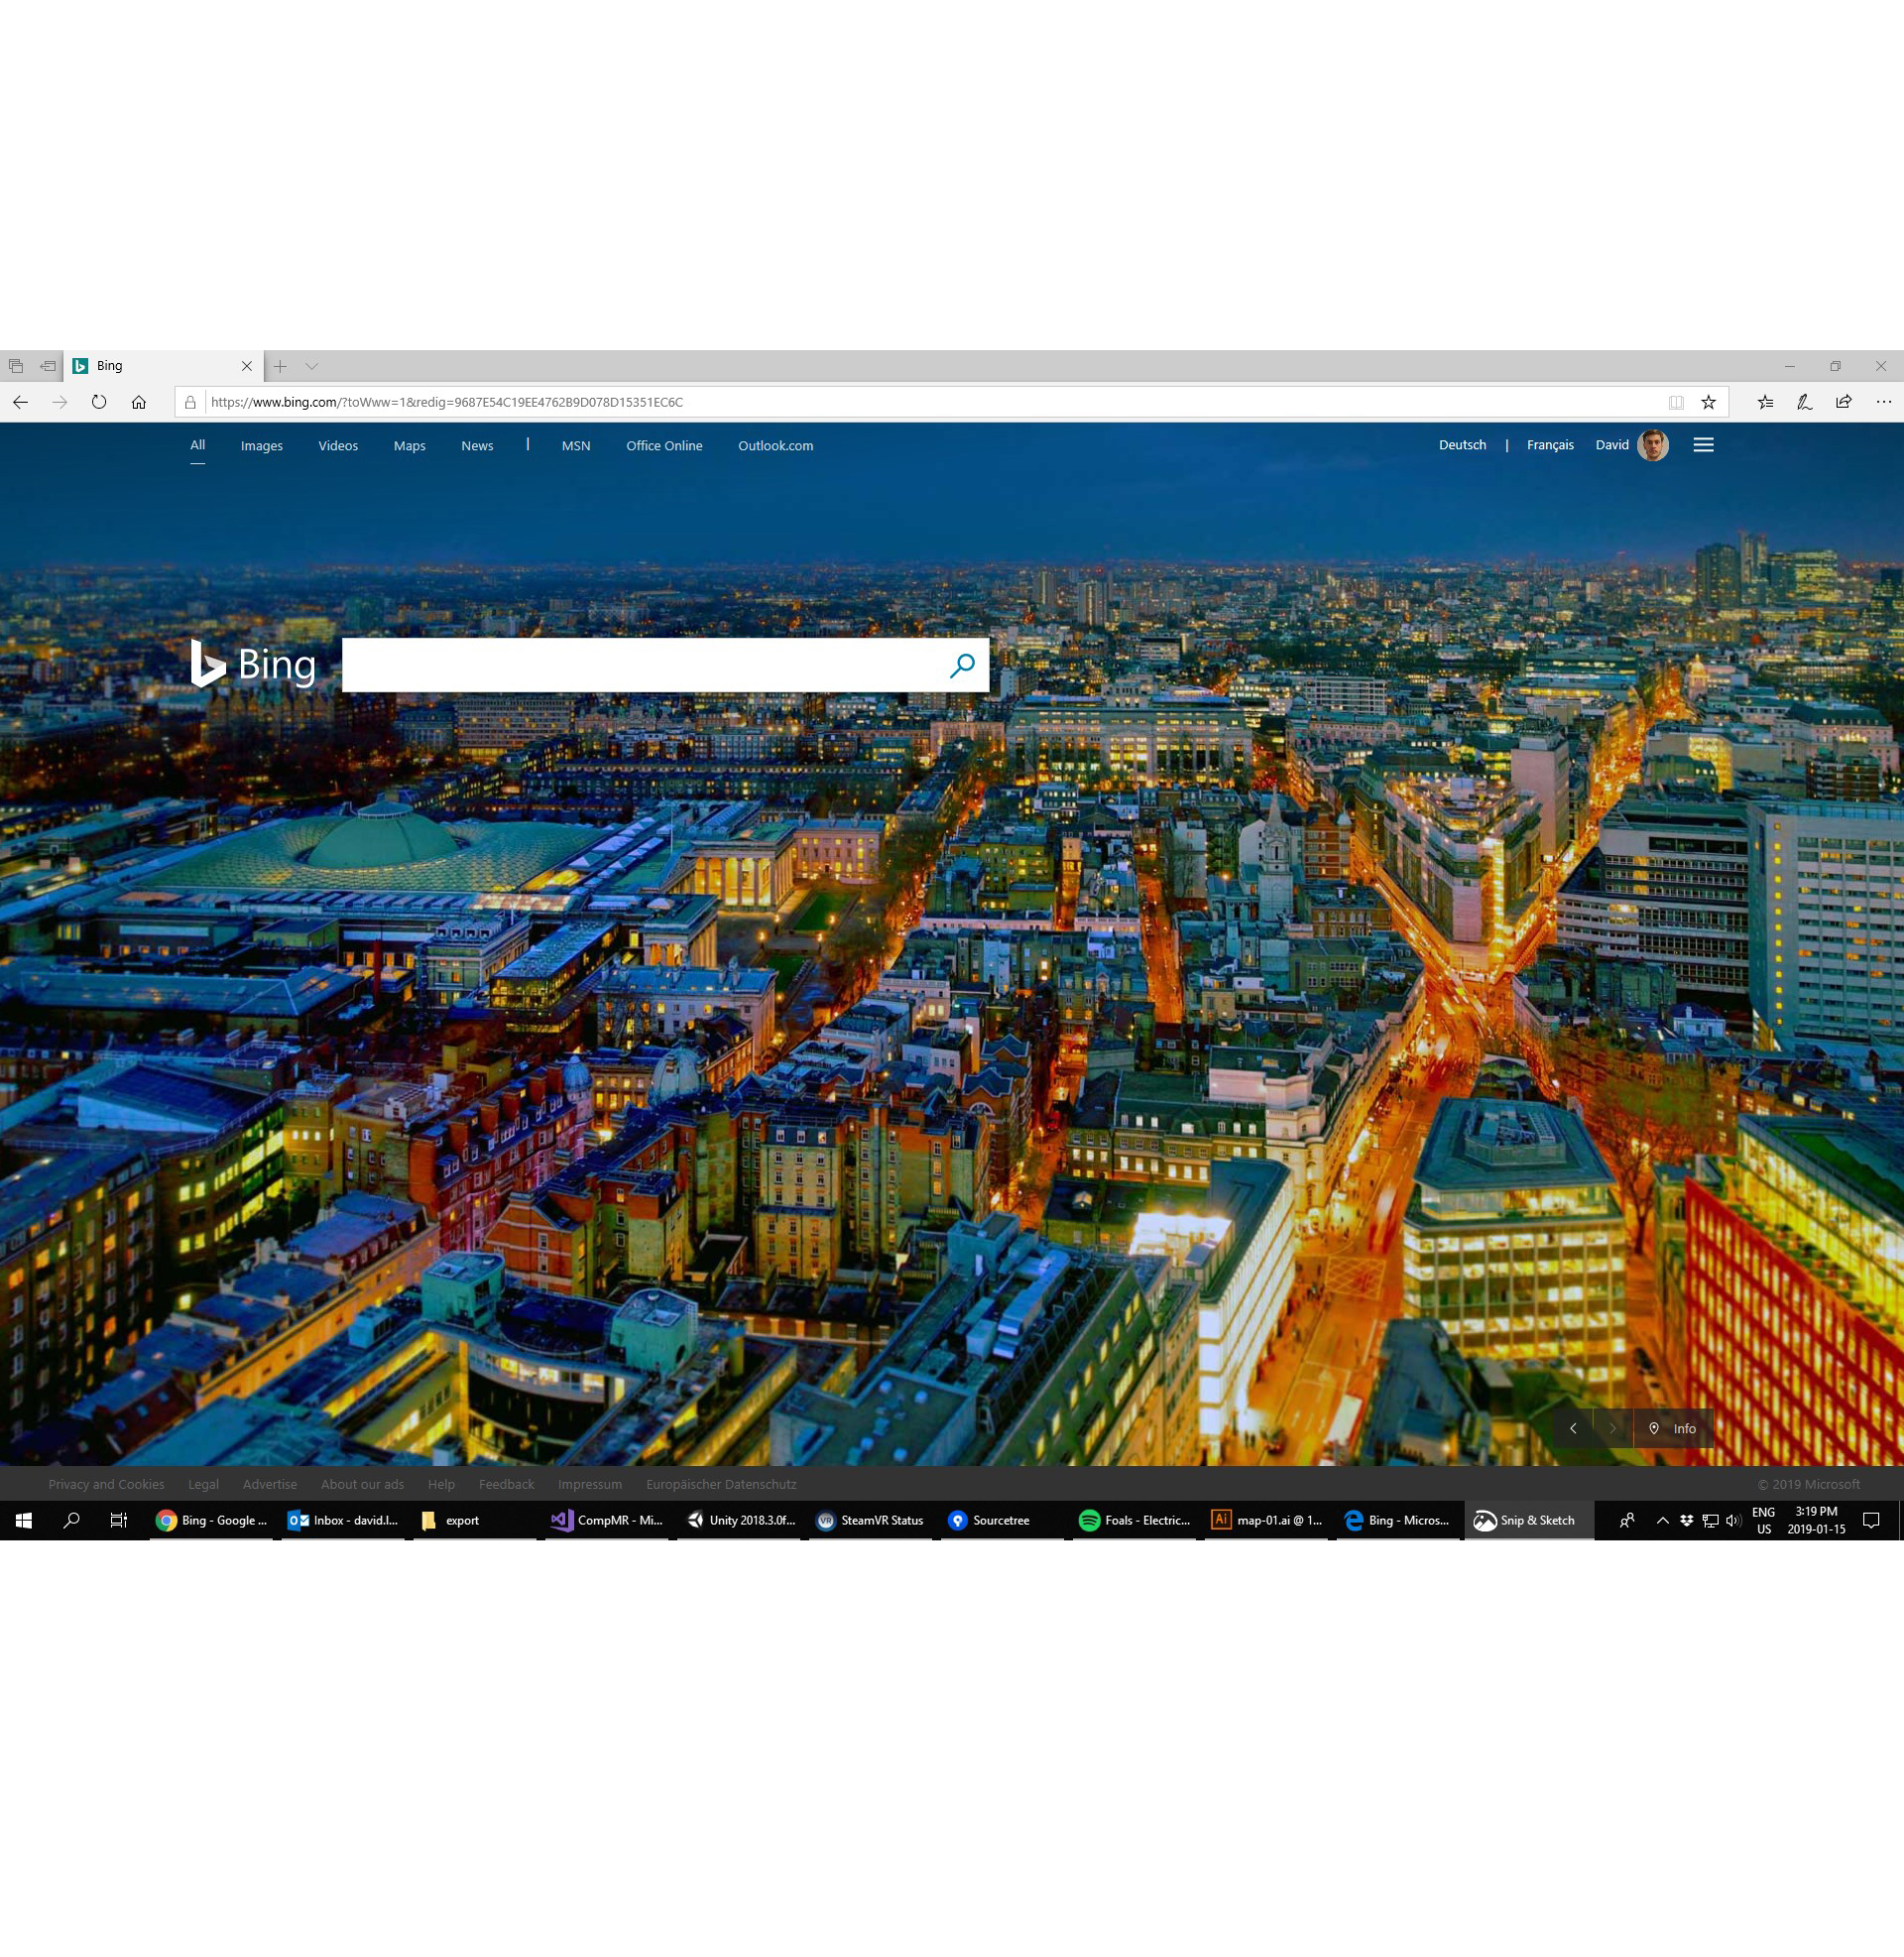 Bing
https://www.bing.com/?toWww=1&redig=9687E54C19EE4762B9D078D15351EC6C
All Images Videos Maps News | MSN Office Online Outlook.com Deutsch | Français David
Bing
Info
Privacy and Cookies Legal Advertise About our ads Help Feedback Impressum Europäischer Datenschutz © 2019 Microsoft
Bing - Google ... Inbox - david.l... export CompMR - Mi... Unity 2018.3.0f... VR SteamVR Status Sourcetree Foals - Electric... Ai map-01.ai @ 1... Bing - Micros... Snip & Sketch ENG 3:19 PM
US 2019-01-15